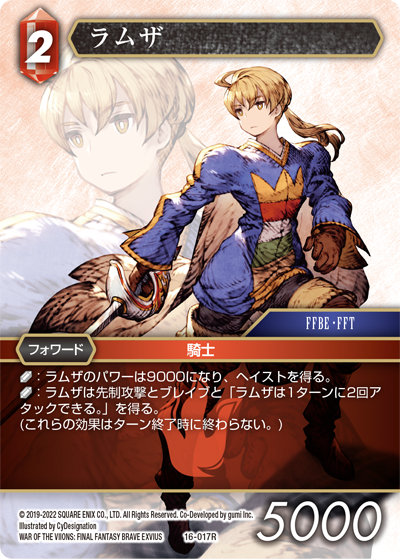 2
ラムザ
FFBE・FFT
フォワード
騎士
：ラムザのパワーは9000になり、ヘイストを得る。
：ラムザは先制攻撃とブレイブと「ラムザは1ターンに2回ア
タックできる。」を得る。
(これらの効果はターン終了時に終わらない。)
© 2019-2022 SQUARE ENIX CO., LTD. All Rights Reserved. Co-Developed by gumi Inc.
Illustrated by CyDesignation
WAR OF THE VIIONS: FINAL FANTASY BRAVE EXVIUS
16-017R
5000